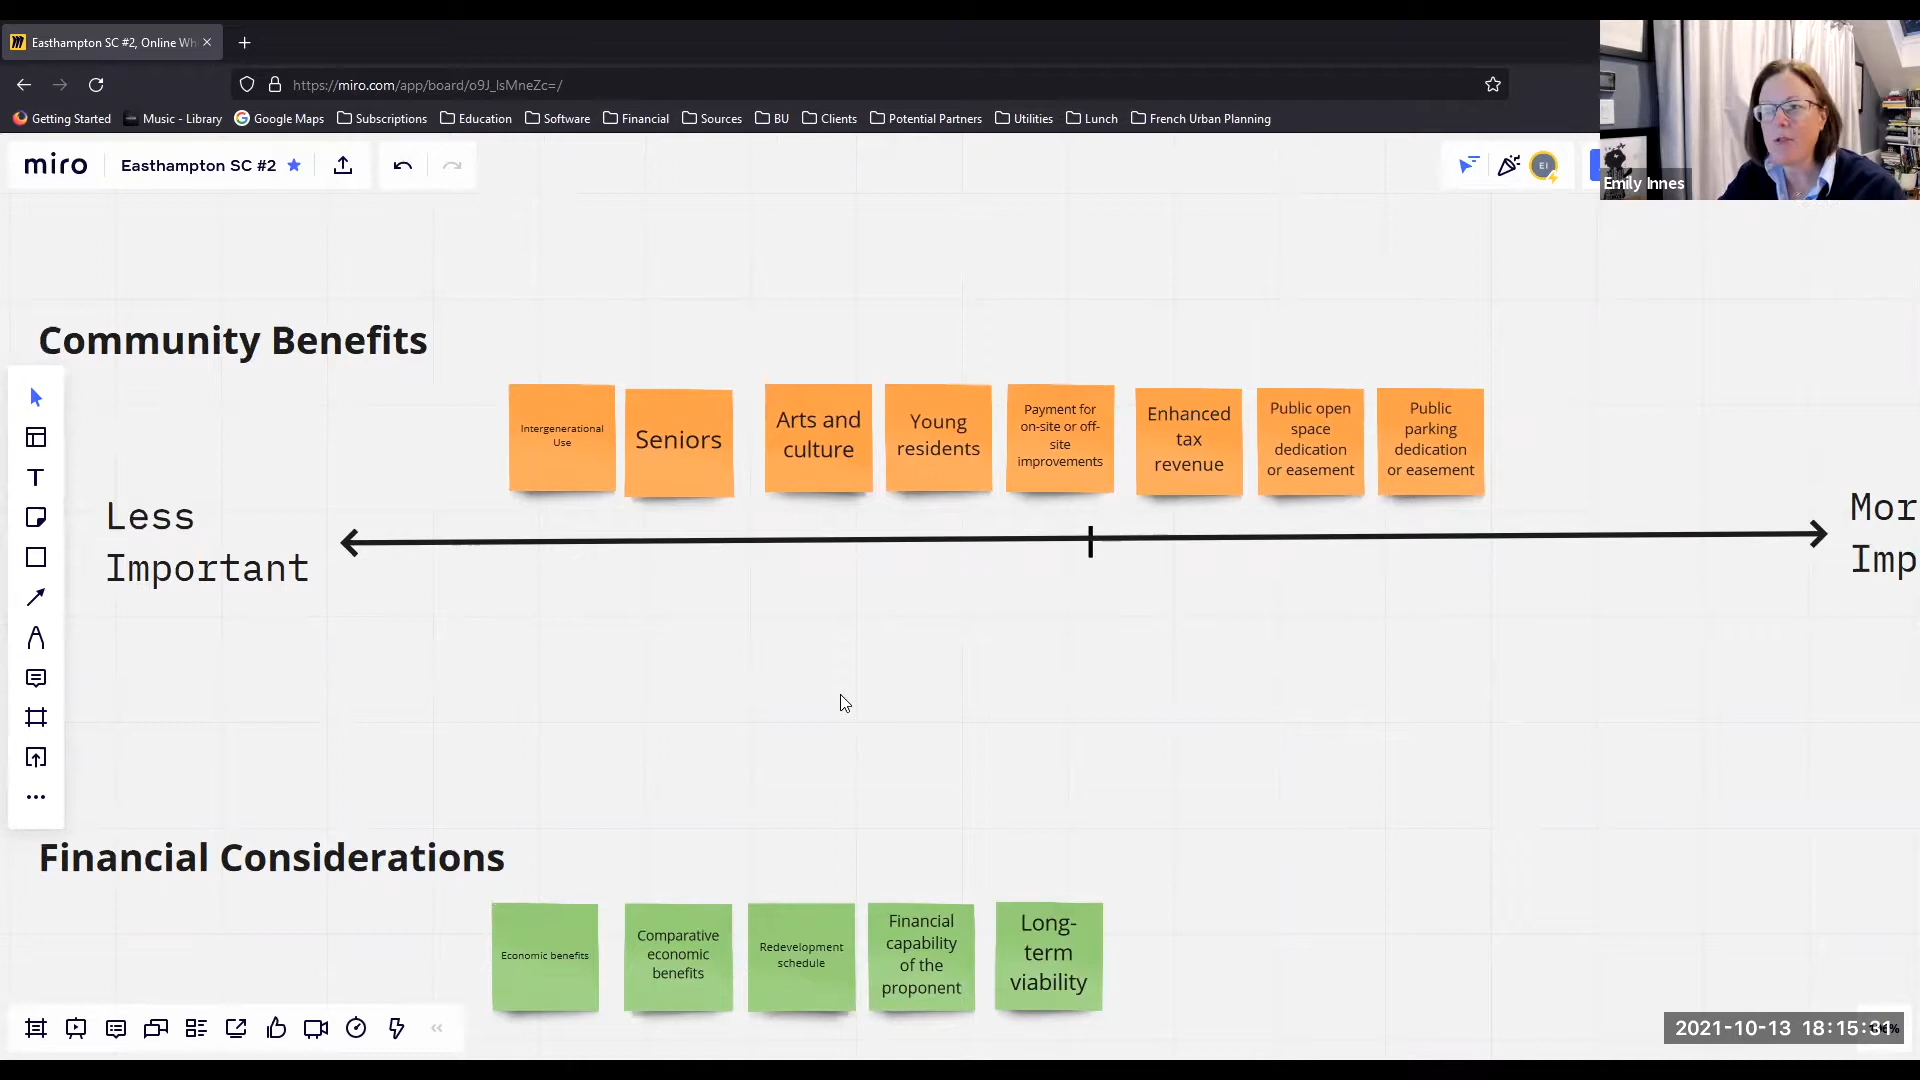 Easthampton SC #2, Online Wh
https://miro.com/app/board/o9J_lsMneZc=/
Getting Started
Music - Library
Google Maps
Subscriptions
Education
Software
Financial
Sources
BU
Clients
Potential Partners
Utilities
Lunch
French Urban Planning
miro
Easthampton SC #2
EI
Emily Innes
Community Benefits
Intergenerational
Use
Seniors
Arts and
culture
Young
residents
Payment for
on-site or off-
site
improvements
Enhanced
tax
revenue
Public open
space
dedication
or easement
Public
parking
dedication
or easement
Less
Important
Mor
Imp
Financial Considerations
Economic benefits
Comparative
economic
benefits
Redevelopment
schedule
Financial
capability
of the
proponent
Long-
term
viability
2021-10-13 18:15:31